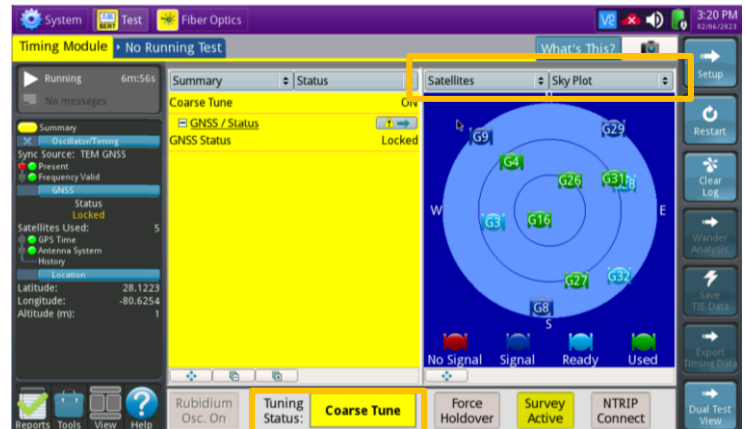 System
Test
Fiber Optics
3:20 PM
02/06/2023
Timing Module
No Running Test
What's This?
Running 6m:56s
No messages
Summary
Oscillator/Timing
Sync Source: TEM GNSS
Present
Frequency Valid
GNSS
Status
Locked
Satellites Used: 5
GPS Time
Antenna System
History
Location
Latitude: 28.1223
Longitude: -80.6254
Altitude (m): 1
Summary
Status
Coarse Tune ON
GNSS / Status
GNSS Status Locked
Satellites
Sky Plot
G9
G29
G4
G26
G31
W
G3
G16
E
G27
G32
G8
S
No Signal
Signal
Ready
Used
Setup
Restart
Clear
Log
Wander
Analysis
Save
TIE Data
Export
Timing Data
Dual Test
View
Reports
Tools
View
Help
Rubidium
Osc. On
Tuning
Status:
Coarse Tune
Force
Holdover
Survey
Active
NTRIP
Connect